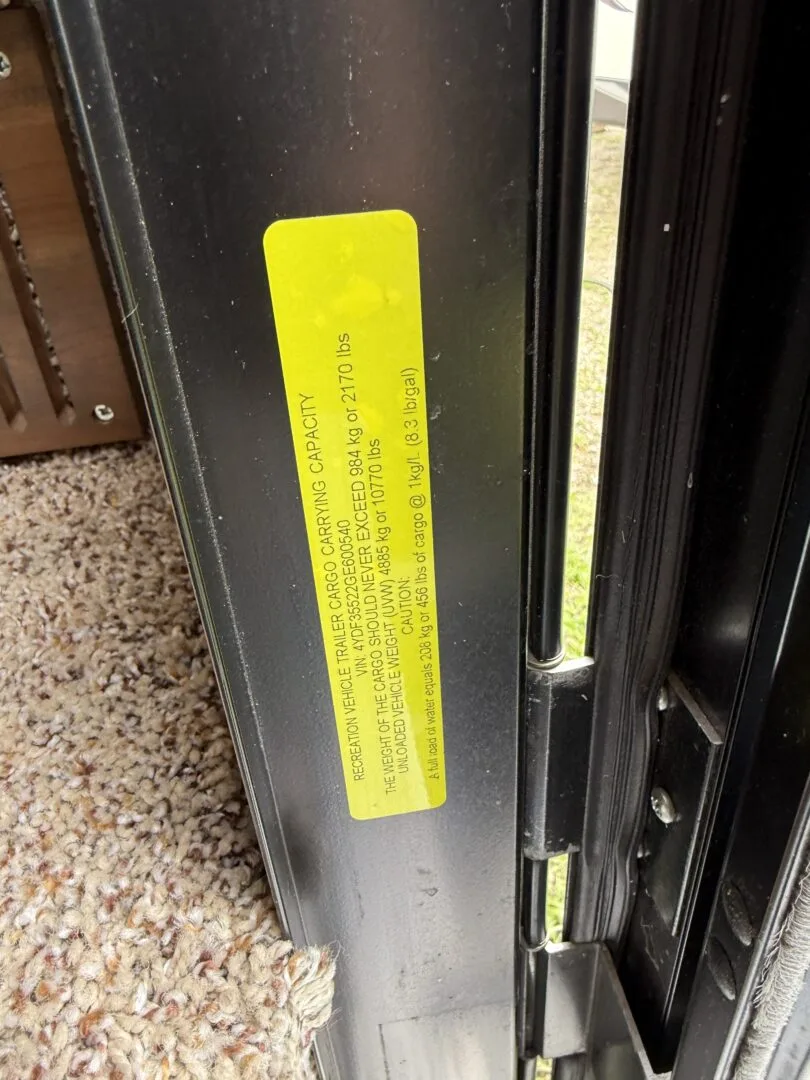 RECREATION VEHICLE TRAILER CARGO CARRYING CAPACITY
VIN: 4YDF35522GE600540
THE WEIGHT OF THE CARGO SHOULD NEVER EXCEED 984 kg or 2170 lbs
UNLOADED VEHICLE WEIGHT (UVW) 4885 kg or 10770 lbs
CAUTION:
A full load of water equals 208 kg or 456 lbs of cargo @ 1kg/L (8.3 lb/gal)